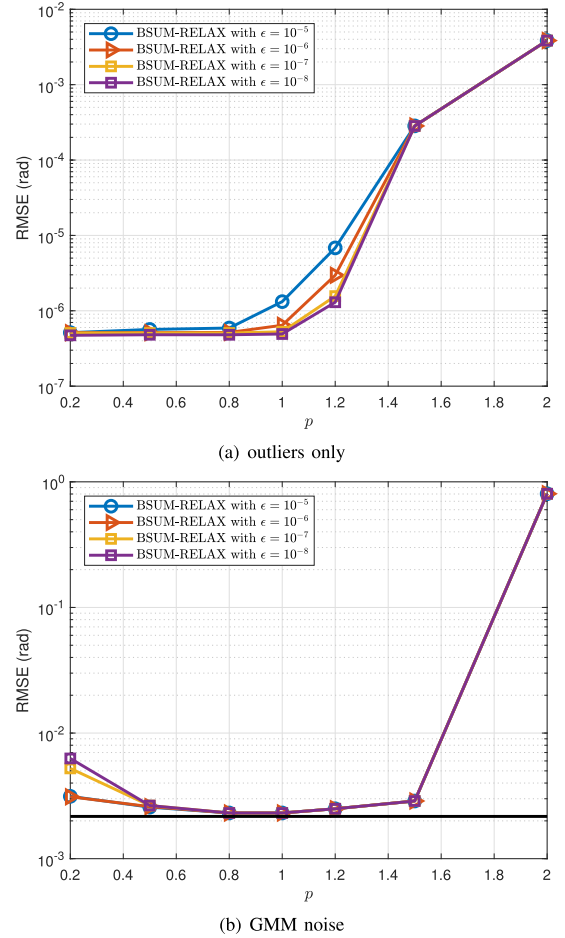 10^{-2}
10^{-3}
10^{-4}
10^{-5}
10^{-6}
10^{-7}
RMSE (rad)
BSUM-RELAX with ϵ = 10^{-5}
BSUM-RELAX with ϵ = 10^{-6}
BSUM-RELAX with ϵ = 10^{-7}
BSUM-RELAX with ϵ = 10^{-8}
0.2 0.4 0.6 0.8 1 1.2 1.4 1.6 1.8 2
p
(a) outliers only
10^{0}
10^{-1}
10^{-2}
10^{-3}
RMSE (rad)
BSUM-RELAX with ϵ = 10^{-5}
BSUM-RELAX with ϵ = 10^{-6}
BSUM-RELAX with ϵ = 10^{-7}
BSUM-RELAX with ϵ = 10^{-8}
0.2 0.4 0.6 0.8 1 1.2 1.4 1.6 1.8 2
p
(b) GMM noise